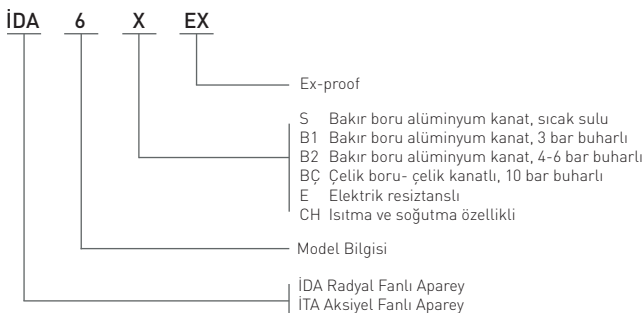 İDA 6 X EX
Ex-proof
S Bakır boru alüminyum kanat, sıcak sulu
B1 Bakır boru alüminyum kanat, 3 bar buharlı
B2 Bakır boru alüminyum kanat, 4-6 bar buharlı
BÇ Çelik boru- çelik kanatlı, 10 bar buharlı
E Elektrik resiztanslı
CH Isıtma ve soğutma özellikli
Model Bilgisi
İDA Radyal Fanlı Aparey
İTA Aksiyel Fanlı Aparey